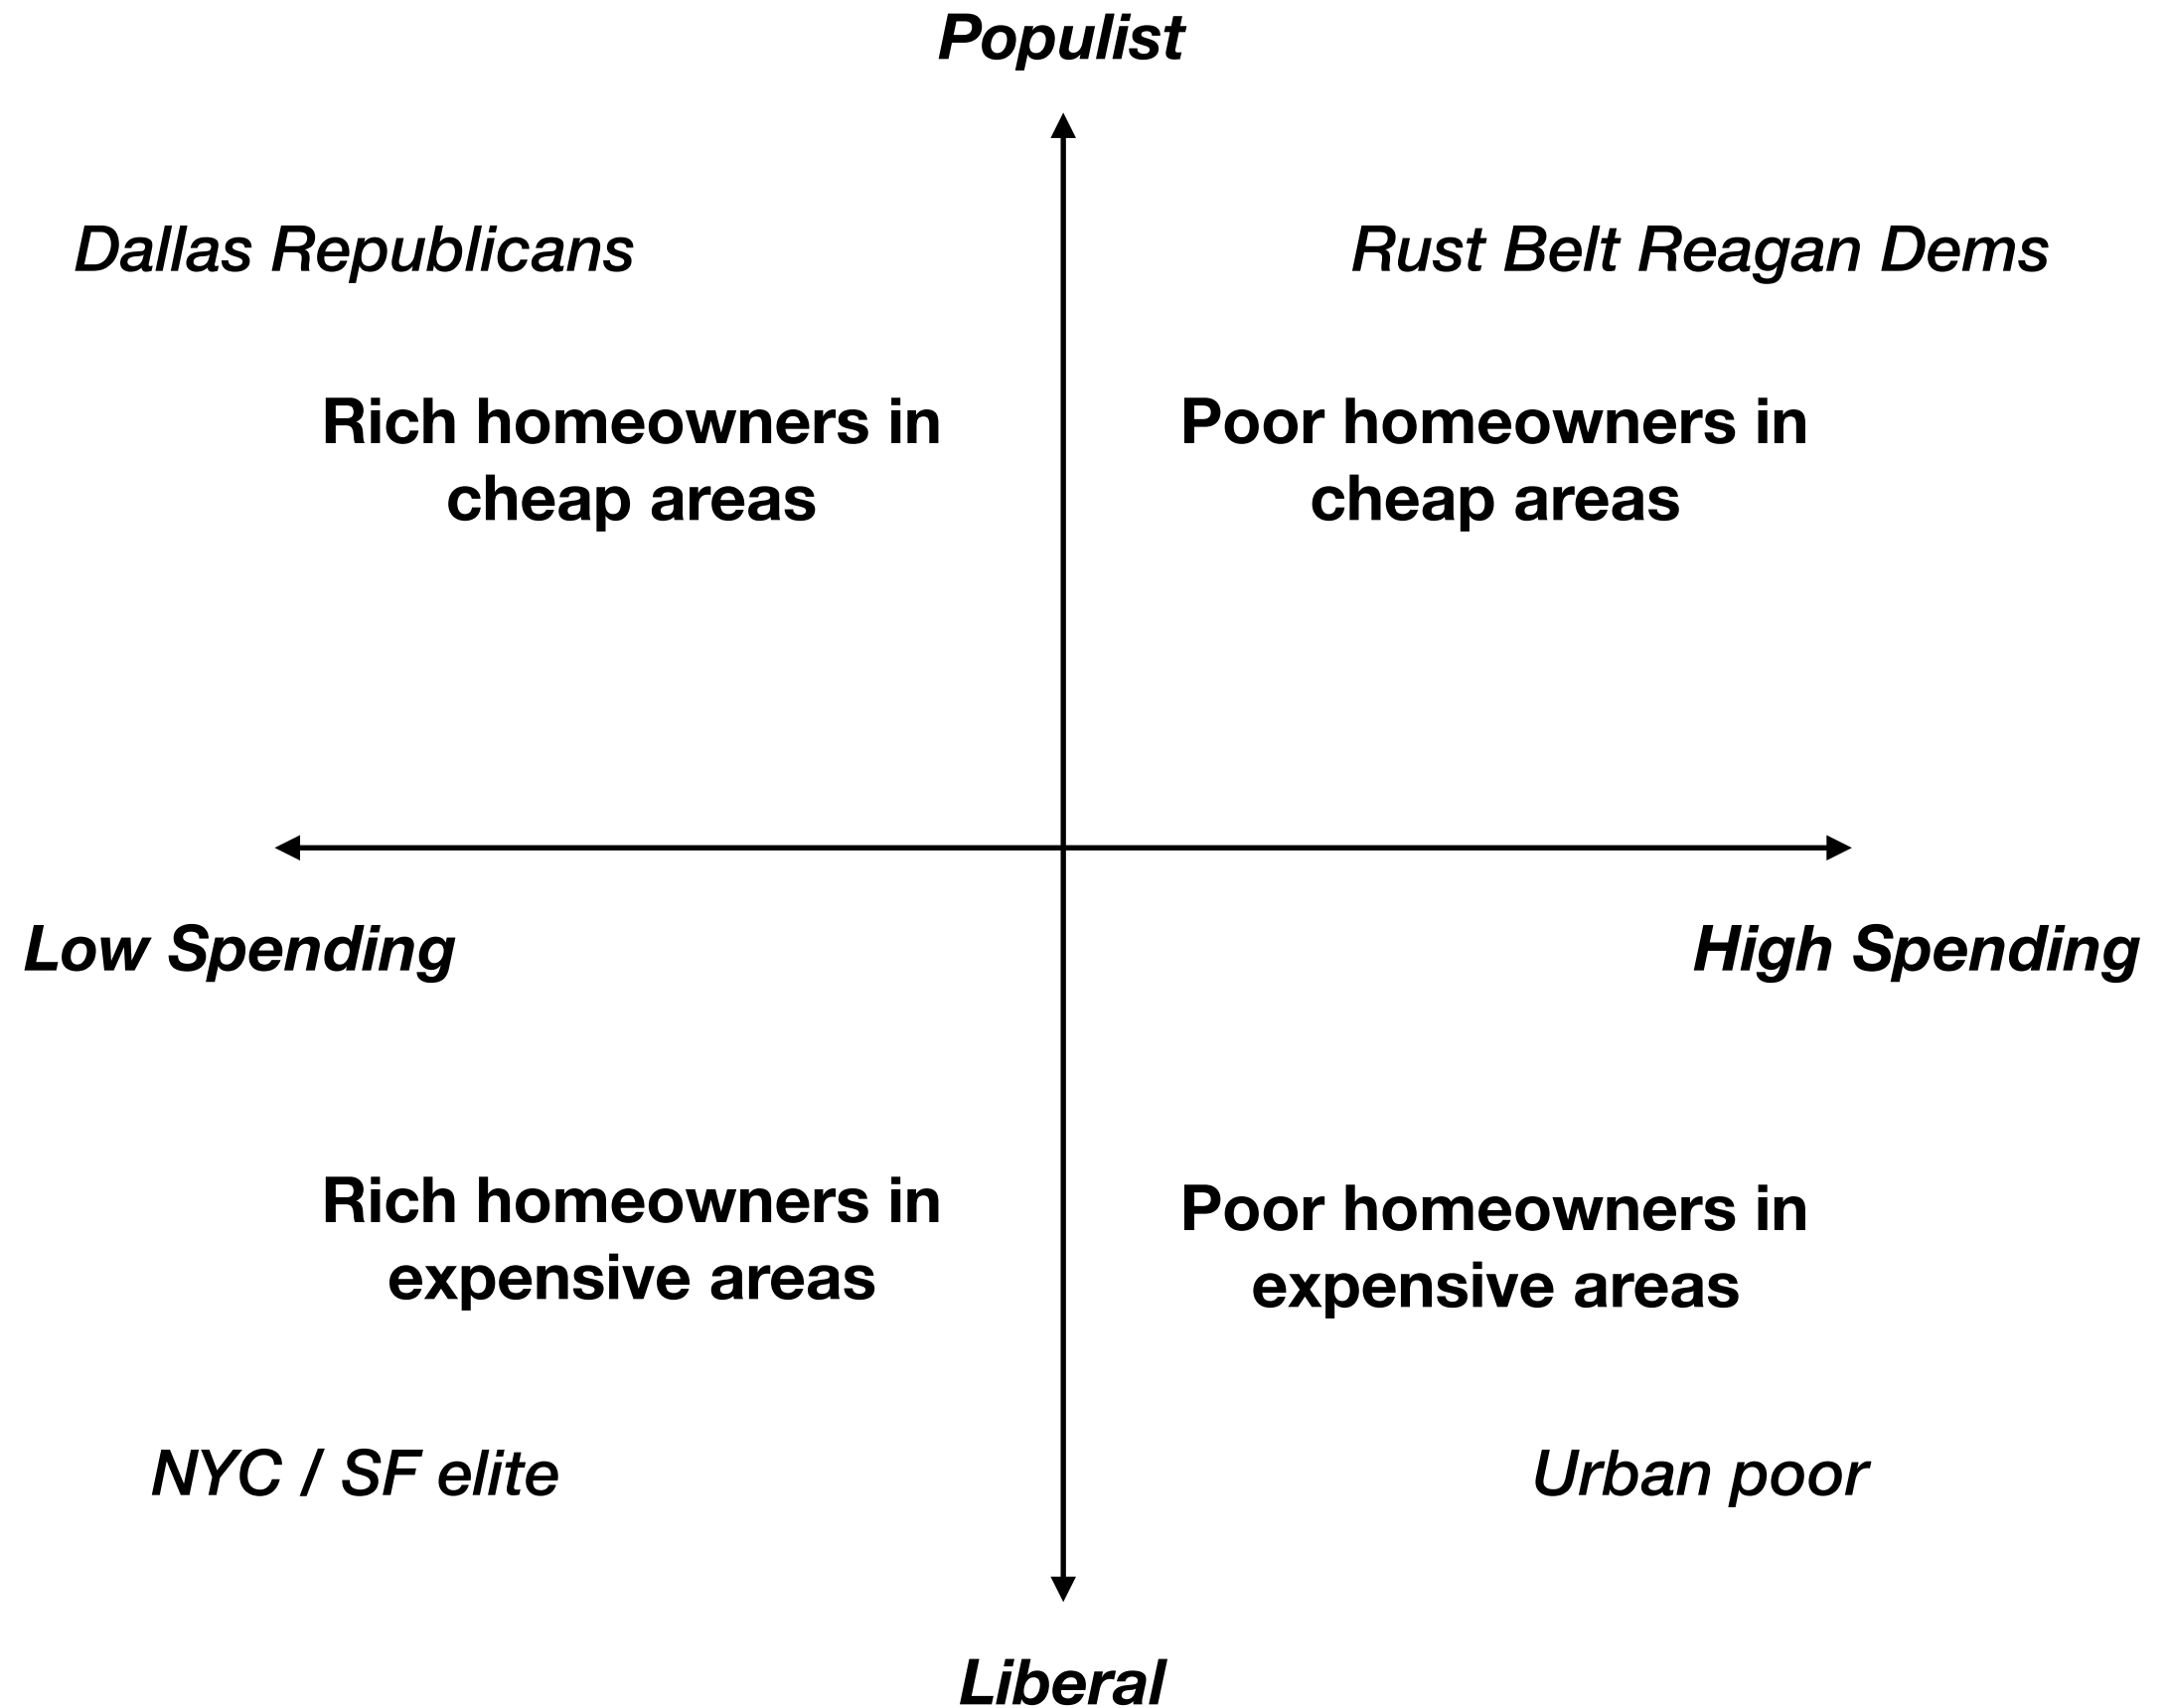 Populist
Dallas Republicans
Rust Belt Reagan Dems
Rich homeowners in
cheap areas
Poor homeowners in
cheap areas
Low Spending
High Spending
Rich homeowners in
expensive areas
Poor homeowners in
expensive areas
NYC / SF elite
Urban poor
Liberal